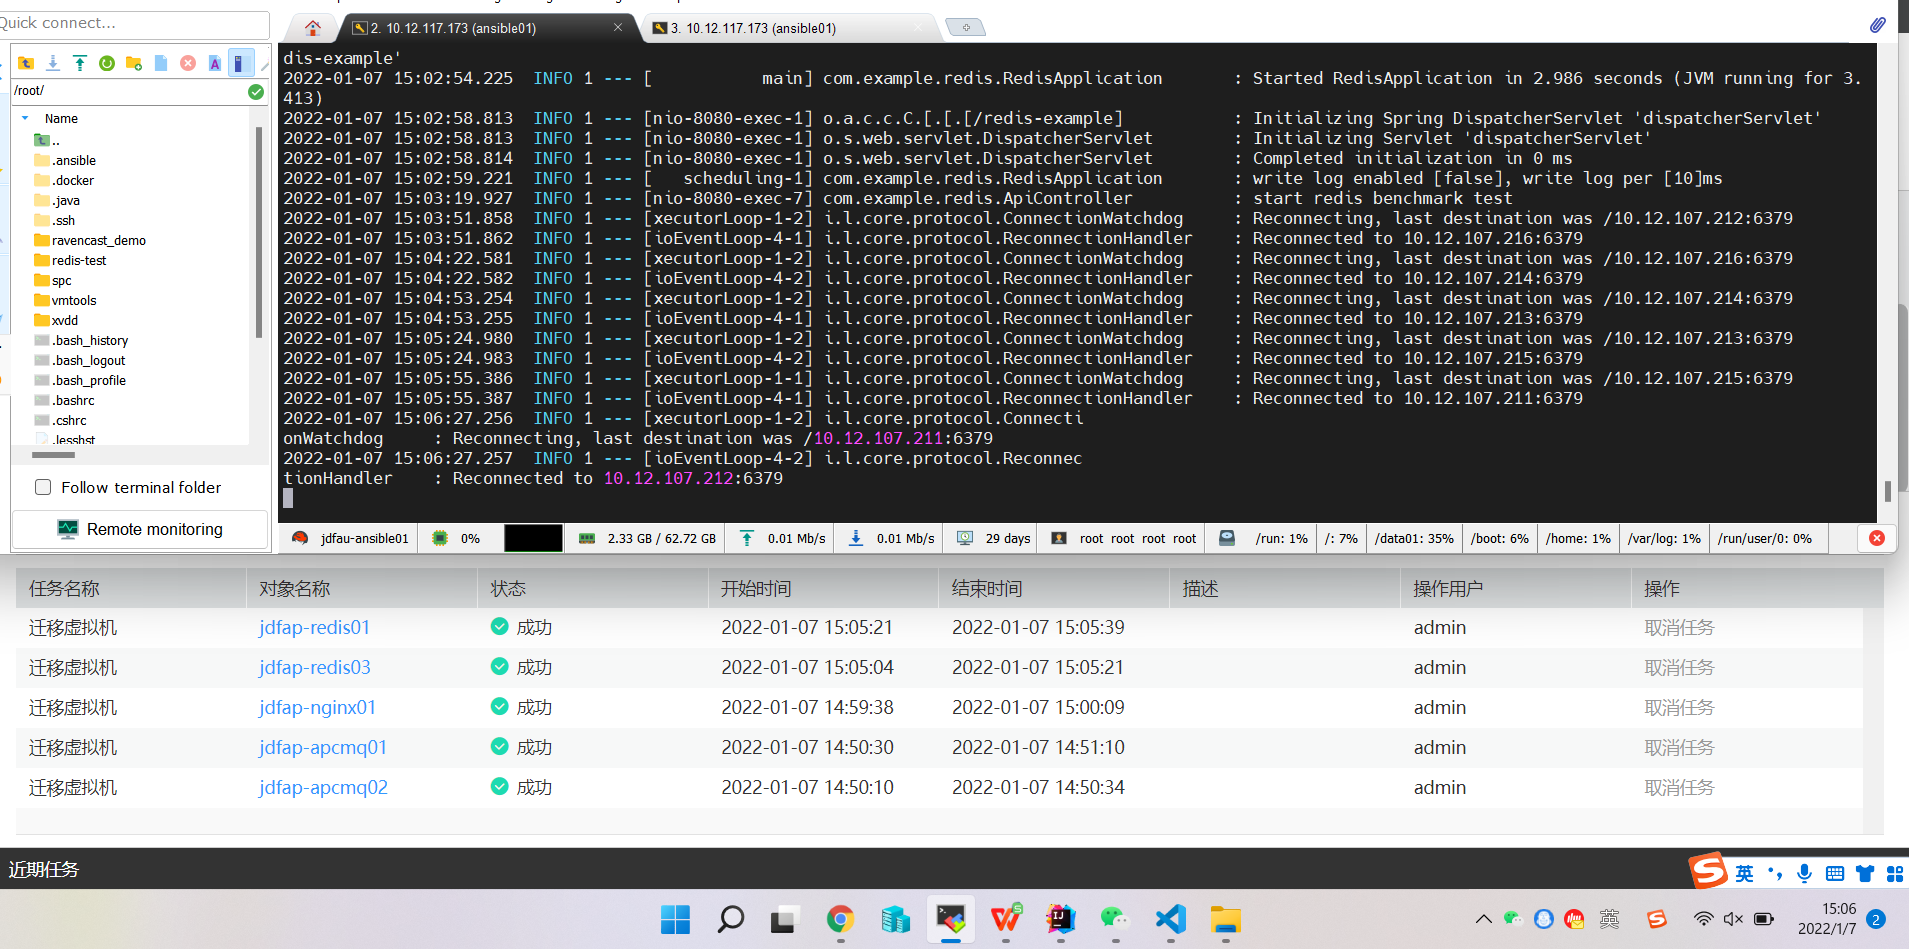 Quick connect...
2. 10.12.117.173 (ansible01)
3. 10.12.117.173 (ansible01)
/root/
Name
..
.ansible
.docker
.java
.ssh
ravencast_demo
redis-test
spc
vmtools
xvdd
.bash_history
.bash_logout
.bash_profile
.bashrc
.cshrc
.lesshst
Follow terminal folder
Remote monitoring
dis-example'
2022-01-07 15:02:54.225  INFO 1 --- [           main] com.example.redis.RedisApplication       : Started RedisApplication in 2.986 seconds (JVM running for 3.
413)
2022-01-07 15:02:58.813  INFO 1 --- [nio-8080-exec-1] o.a.c.c.C.[.[.[/redis-example]           : Initializing Spring DispatcherServlet 'dispatcherServlet'
2022-01-07 15:02:58.813  INFO 1 --- [nio-8080-exec-1] o.s.web.servlet.DispatcherServlet        : Initializing Servlet 'dispatcherServlet'
2022-01-07 15:02:58.814  INFO 1 --- [nio-8080-exec-1] o.s.web.servlet.DispatcherServlet        : Completed initialization in 0 ms
2022-01-07 15:02:59.221  INFO 1 --- [   scheduling-1] com.example.redis.RedisApplication       : write log enabled [false], write log per [10]ms
2022-01-07 15:03:19.927  INFO 1 --- [nio-8080-exec-7] com.example.redis.ApiController          : start redis benchmark test
2022-01-07 15:03:51.858  INFO 1 --- [xecutorLoop-1-2] i.l.core.protocol.ConnectionWatchdog     : Reconnecting, last destination was /10.12.107.212:6379
2022-01-07 15:03:51.862  INFO 1 --- [ioEventLoop-4-1] i.l.core.protocol.ReconnectionHandler    : Reconnected to 10.12.107.216:6379
2022-01-07 15:04:22.581  INFO 1 --- [xecutorLoop-1-2] i.l.core.protocol.ConnectionWatchdog     : Reconnecting, last destination was /10.12.107.216:6379
2022-01-07 15:04:22.582  INFO 1 --- [ioEventLoop-4-2] i.l.core.protocol.ReconnectionHandler    : Reconnected to 10.12.107.214:6379
2022-01-07 15:04:53.254  INFO 1 --- [xecutorLoop-1-2] i.l.core.protocol.ConnectionWatchdog     : Reconnecting, last destination was /10.12.107.214:6379
2022-01-07 15:04:53.255  INFO 1 --- [ioEventLoop-4-1] i.l.core.protocol.ReconnectionHandler    : Reconnected to 10.12.107.213:6379
2022-01-07 15:05:24.980  INFO 1 --- [xecutorLoop-1-2] i.l.core.protocol.ConnectionWatchdog     : Reconnecting, last destination was /10.12.107.213:6379
2022-01-07 15:05:24.983  INFO 1 --- [ioEventLoop-4-2] i.l.core.protocol.ReconnectionHandler    : Reconnected to 10.12.107.215:6379
2022-01-07 15:05:55.386  INFO 1 --- [xecutorLoop-1-1] i.l.core.protocol.ConnectionWatchdog     : Reconnecting, last destination was /10.12.107.215:6379
2022-01-07 15:05:55.387  INFO 1 --- [ioEventLoop-4-1] i.l.core.protocol.ReconnectionHandler    : Reconnected to 10.12.107.211:6379
2022-01-07 15:06:27.256  INFO 1 --- [xecutorLoop-1-2] i.l.core.protocol.Connecti
onWatchdog     : Reconnecting, last destination was /10.12.107.211:6379
2022-01-07 15:06:27.257  INFO 1 --- [ioEventLoop-4-2] i.l.core.protocol.Reconnec
tionHandler    : Reconnected to 10.12.107.212:6379
jdfau-ansible01 0% 2.33 GB / 62.72 GB 0.01 Mb/s 0.01 Mb/s 29 days root root root root /run: 1% /: 7% /data01: 35% /boot: 6% /home: 1% /var/log: 1% /run/user/0: 0%
任务名称 对象名称 状态 开始时间 结束时间 描述 操作用户 操作
迁移虚拟机 jdfap-redis01 成功 2022-01-07 15:05:21 2022-01-07 15:05:39 admin 取消任务
迁移虚拟机 jdfap-redis03 成功 2022-01-07 15:05:04 2022-01-07 15:05:21 admin 取消任务
迁移虚拟机 jdfap-nginx01 成功 2022-01-07 14:59:38 2022-01-07 15:00:09 admin 取消任务
迁移虚拟机 jdfap-apcmq01 成功 2022-01-07 14:50:30 2022-01-07 14:51:10 admin 取消任务
迁移虚拟机 jdfap-apcmq02 成功 2022-01-07 14:50:10 2022-01-07 14:50:34 admin 取消任务
近期任务
英
英
15:06
2022/1/7
2